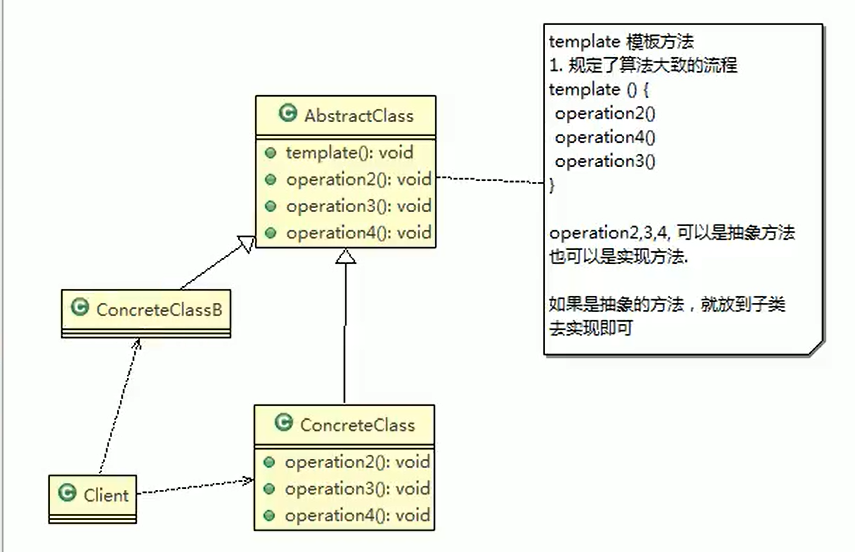 template 模板方法
1. 规定了算法大致的流程
template () {
operation2()
operation4()
operation3()
}
operation2,3,4, 可以是抽象方法
也可以是实现方法.
如果是抽象的方法，就放到子类
去实现即可
C AbstractClass
template(): void
operation2(): void
operation3(): void
operation4(): void
C ConcreteClassB
C ConcreteClass
operation2(): void
operation3(): void
operation4(): void
C Client